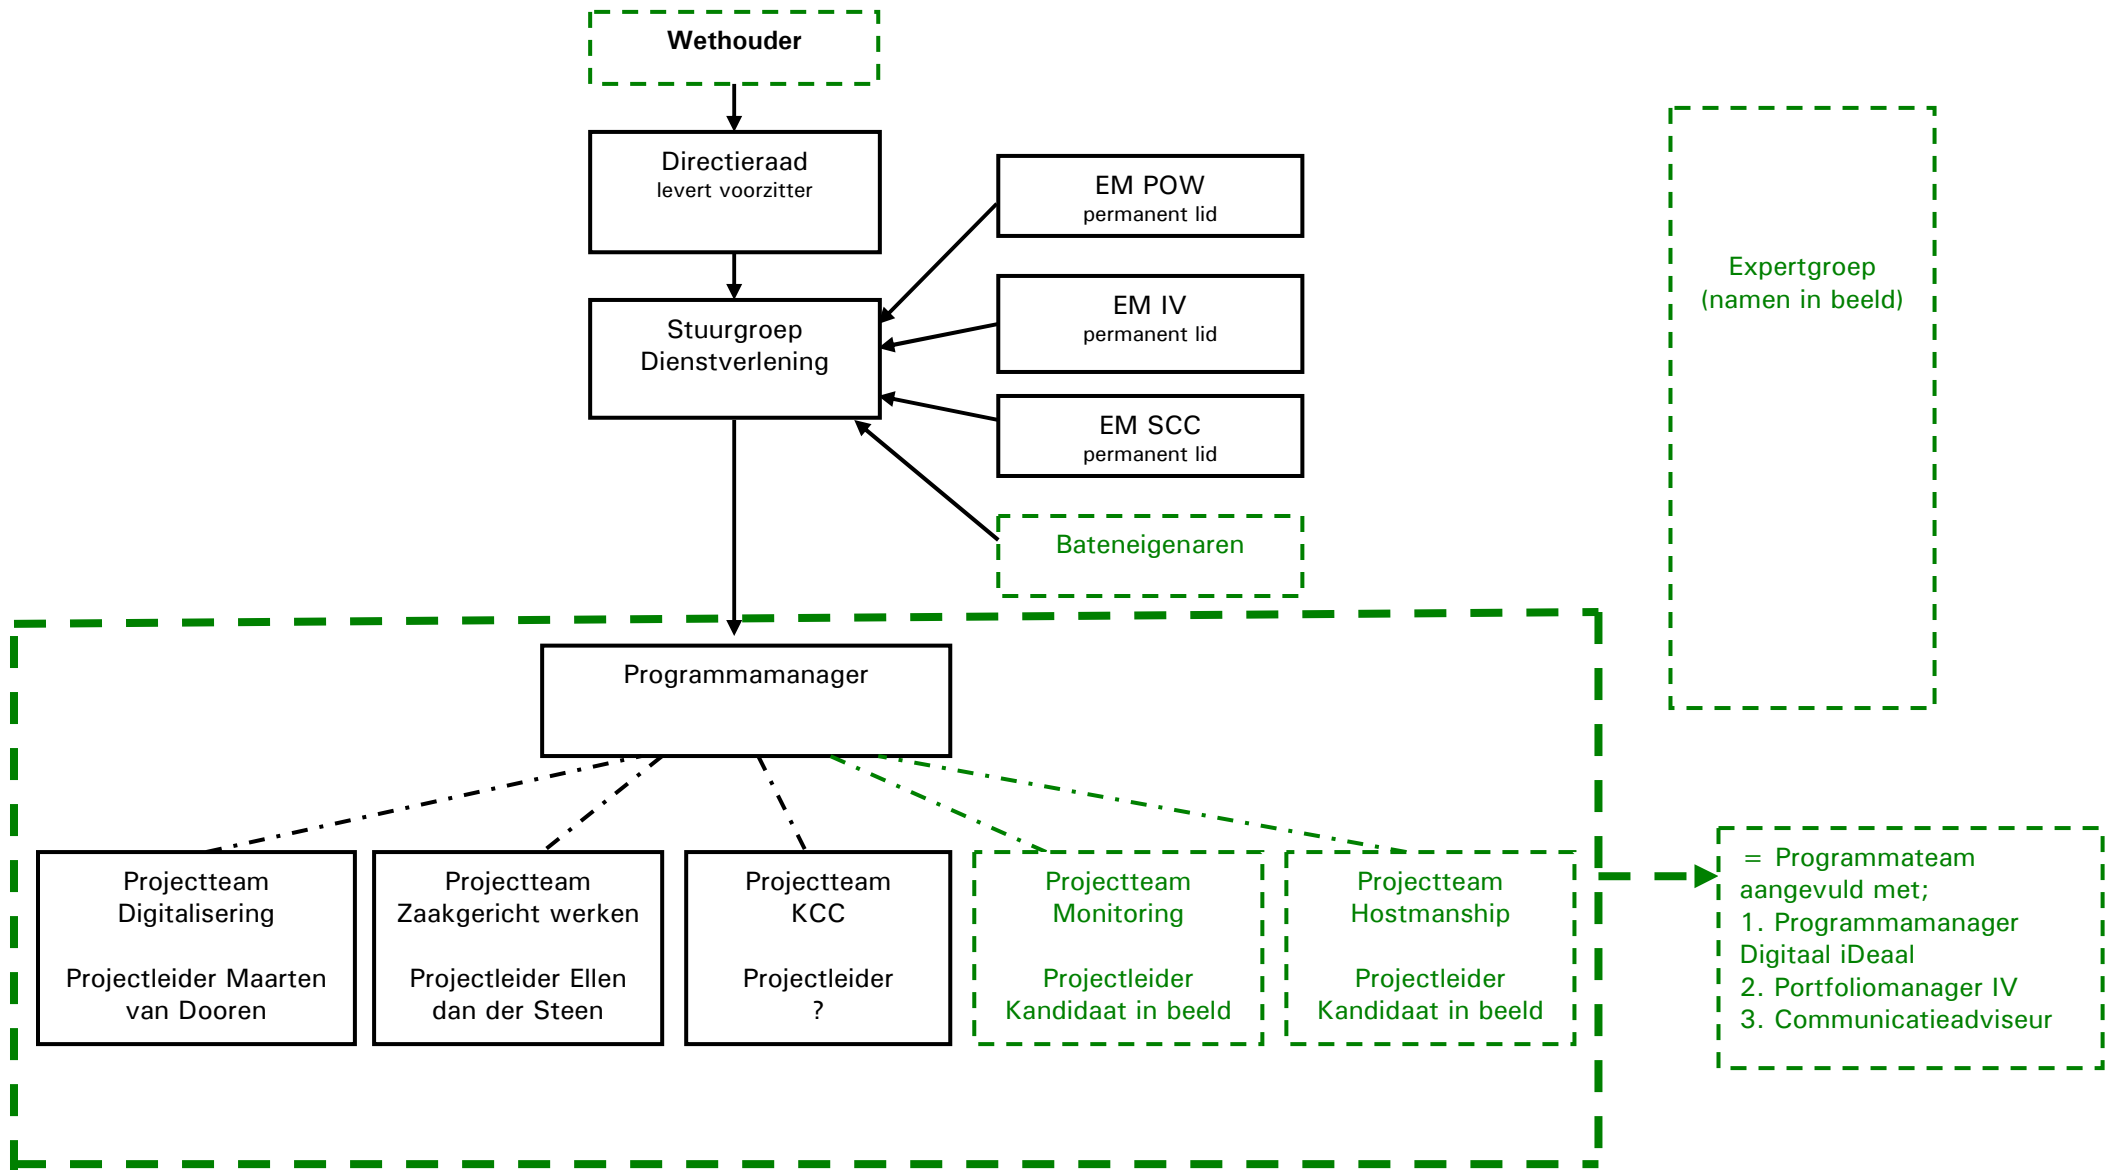 Wethouder
Directieraad
levert voorzitter
EM POW
permanent lid
Expertgroep
(namen in beeld)
EM IV
permanent lid
Stuurgroep
Dienstverlening
EM SCC
permanent lid
Bateneigenaren
Programmamanager
Projectteam
Digitalisering
Projectleider Maarten
van Dooren
Projectteam
Zaakgericht werken
Projectleider Ellen
dan der Steen
Projectteam
KCC
Projectleider
?
Projectteam
Monitoring
Projectleider
Kandidaat in beeld
Projectteam
Hostmanship
Projectleider
Kandidaat in beeld
= Programmateam
aangevuld met;
1. Programmamanager
Digitaal iDeaal
2. Portfoliomanager IV
3. Communicatieadviseur